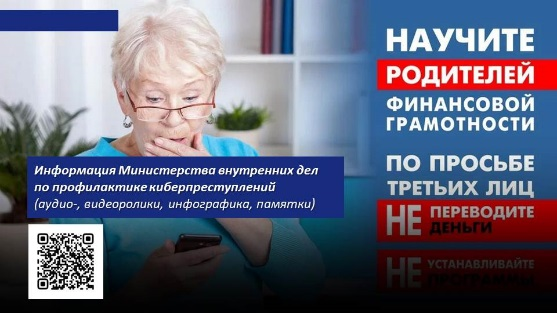 НАУЧИТЕ
РОДИТЕЛЕЙ
ФИНАНСОВОЙ
ГРАМОТНОСТИ
ПО ПРОСЬБЕ
ТРЕТЬИХ ЛИЦ
НЕ ПЕРЕВОДИТЕ
ДЕНЬГИ
НЕ УСТАНАВЛИВАЙТЕ
ПРОГРАММЫ
Информация Министерства внутренних дел
по профилактике киберпреступлений
(аудио-, видеоролики, инфографика, памятки)